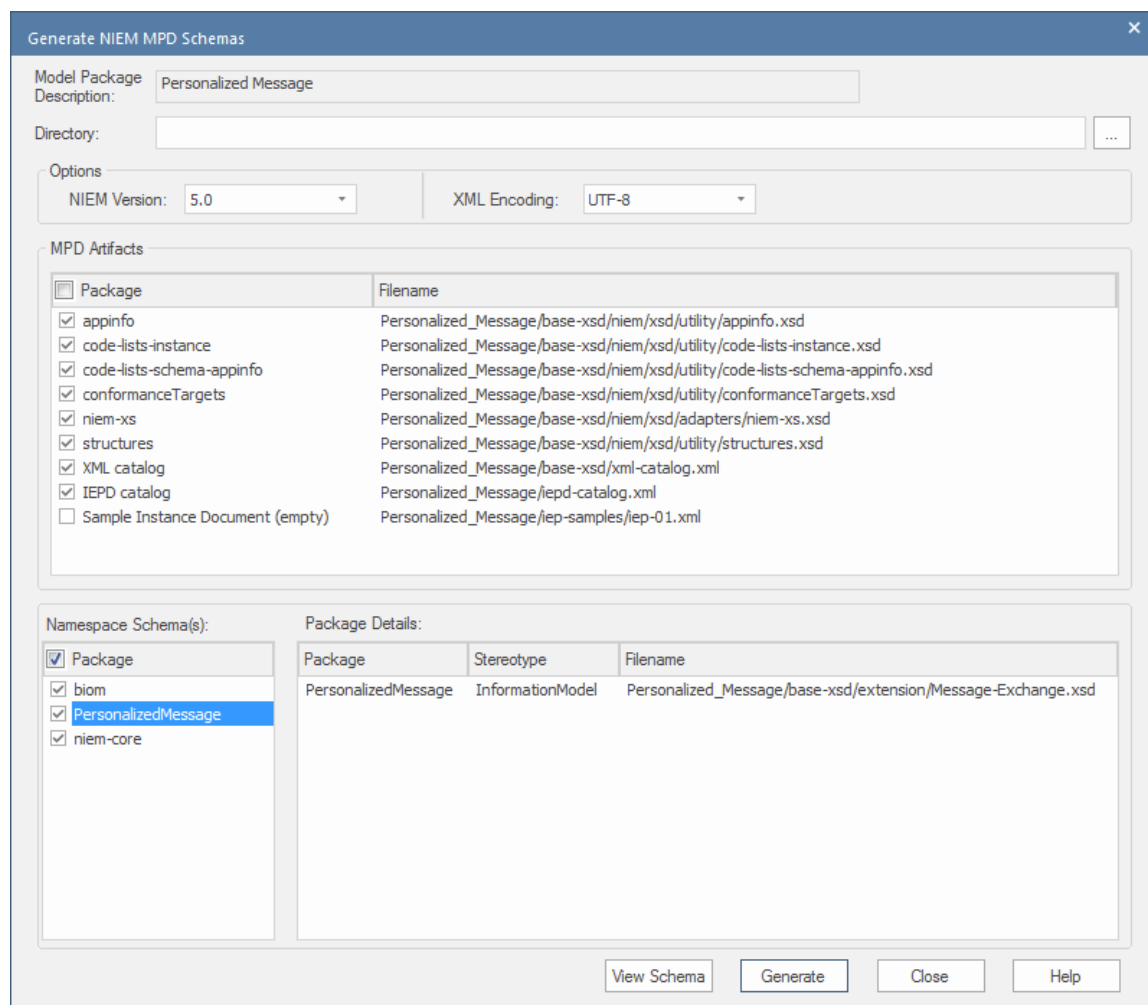 Generate NIEM MPD Schemas
Model Package Description: Personalized Message
Directory:
...
Options
NIEM Version: 5.0 XML Encoding: UTF-8
MPD Artifacts
Package Filename
appinfo Personalized_Message/base-xsd/niem/xsd/utility/appinfo.xsd
code-lists-instance Personalized_Message/base-xsd/niem/xsd/utility/code-lists-instance.xsd
code-lists-schema-appinfo Personalized_Message/base-xsd/niem/xsd/utility/code-lists-schema-appinfo.xsd
conformanceTargets Personalized_Message/base-xsd/niem/xsd/utility/conformanceTargets.xsd
niem-xs Personalized_Message/base-xsd/niem/xsd/adapters/niem-xs.xsd
structures Personalized_Message/base-xsd/niem/xsd/utility/structures.xsd
XML catalog Personalized_Message/base-xsd/xml-catalog.xml
IEPD catalog Personalized_Message/iepd-catalog.xml
Sample Instance Document (empty) Personalized_Message/iep-samples/iep-01.xml
Namespace Schema(s):
Package
biom
PersonalizedMessage
niem-core
Package Details:
Package Stereotype Filename
PersonalizedMessage InformationModel Personalized_Message/base-xsd/extension/Message-Exchange.xsd
View Schema Generate Close Help